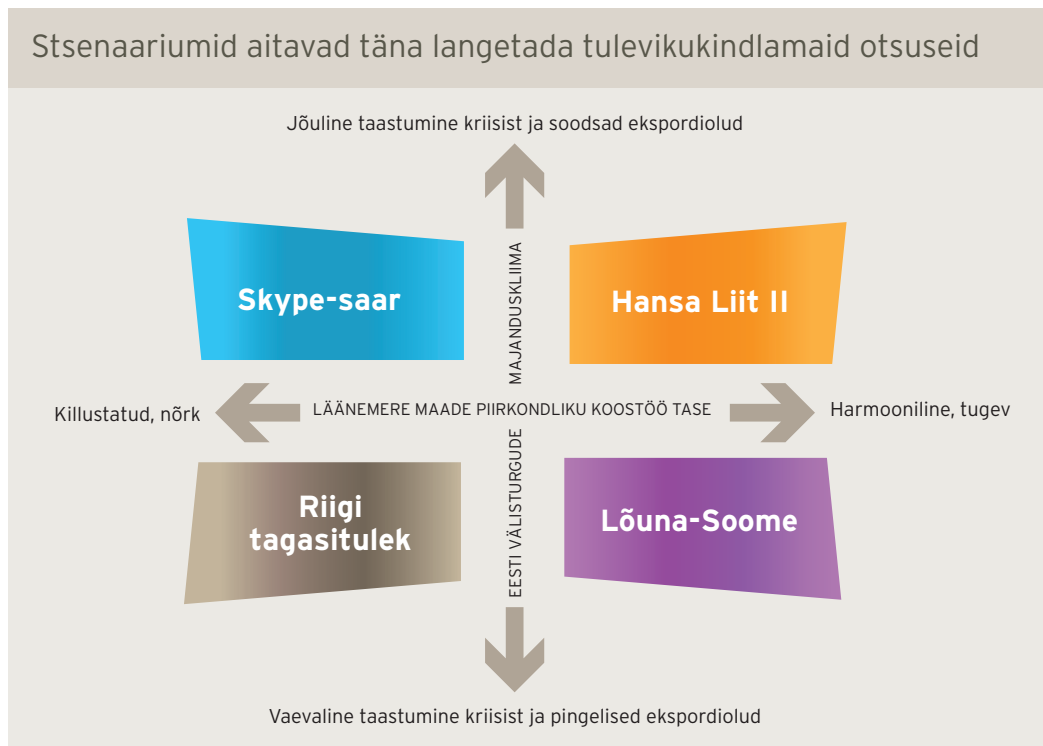 Stsenaariumid aitavad täna langetada tulevikukindlamaid otsuseid
Jõuline taastumine kriisist ja soodsad ekspordiolud
Skype-saar
Hansa Liit II
EESTI VÄLISTURGUDE MAJANDUSKLIIMA
Killustatud, nõrk
LÄÄNEMERE MAADE PIIRKONDLIKU KOOSTÖÖ TASE
Harmooniline, tugev
Riigi
tagasitulek
Lõuna-Soome
Vaevaline taastumine kriisist ja pingelised ekspordiolud